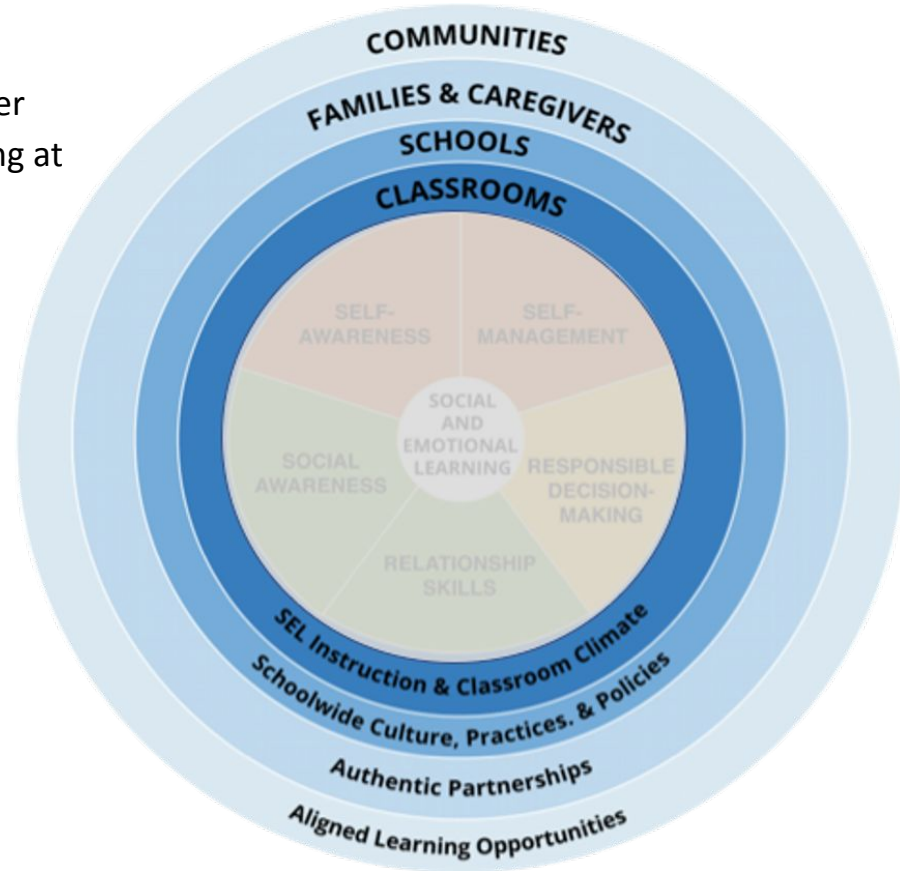 er
ng at
COMMUNITIES
FAMILIES & CAREGIVERS
SCHOOLS
CLASSROOMS
SELF-
AWARENESS
SELF-
MANAGEMENT
SOCIAL
AND
EMOTIONAL
LEARNING
SOCIAL
AWARENESS
RESPONSIBLE
DECISION-
MAKING
RELATIONSHIP
SKILLS
SEL Instruction & Classroom Climate
Schoolwide Culture, Practices. & Policies
Authentic Partnerships
Aligned Learning Opportunities